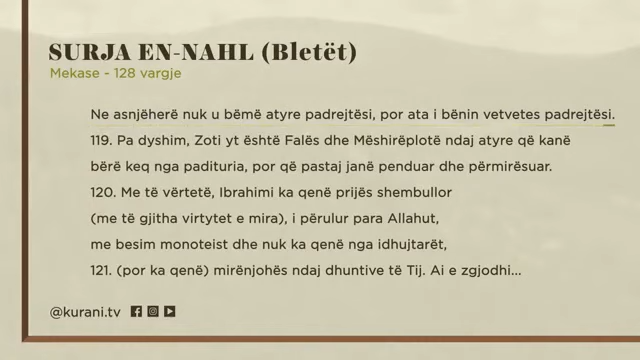 SURJA EN-NAHL (Bletët)
Mekase - 128 vargje
Ne asnjëherë nuk u bëmë atyre padrejtësi, por ata i bënin vetvetes padrejtësi.
119. Pa dyshim, Zoti yt është Falës dhe Mëshirëplotë ndaj atyre që kanë
bërë keq nga padituria, por që pastaj janë penduar dhe përmirësuar.
120. Me të vërtetë, Ibrahimi ka qenë prijës shembullor
(me të gjitha virtytet e mira), i përulur para Allahut,
me besim monoteist dhe nuk ka qenë nga idhujtarët,
121. (por ka qenë) mirënjohës ndaj dhuntive të Tij. Ai e zgjodhi...
@kurani.tv